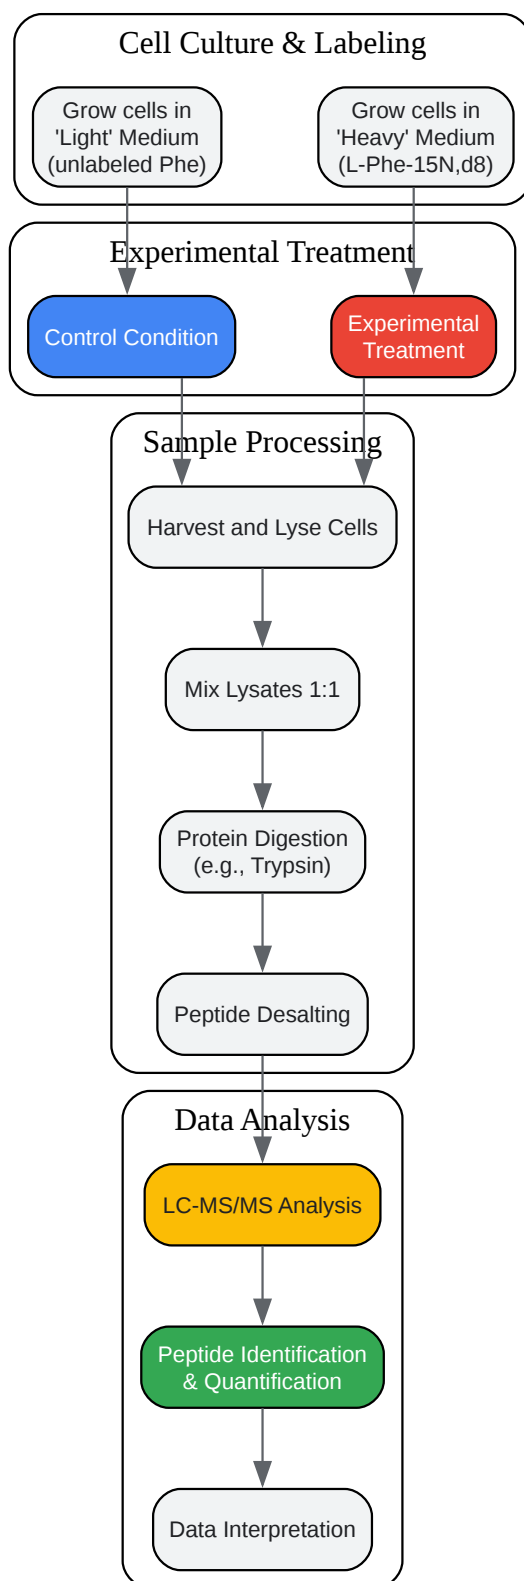 Cell Culture & Labeling
Grow cells in
'Light' Medium
(unlabeled Phe)
Grow cells in
'Heavy' Medium
(L-Phe-15N,d8)
Experimental Treatment
Control Condition
Experimental
Treatment
Sample Processing
Harvest and Lyse Cells
Mix Lysates 1:1
Protein Digestion
(e.g., Trypsin)
Peptide Desalting
Data Analysis
LC-MS/MS Analysis
Peptide Identification
& Quantification
Data Interpretation